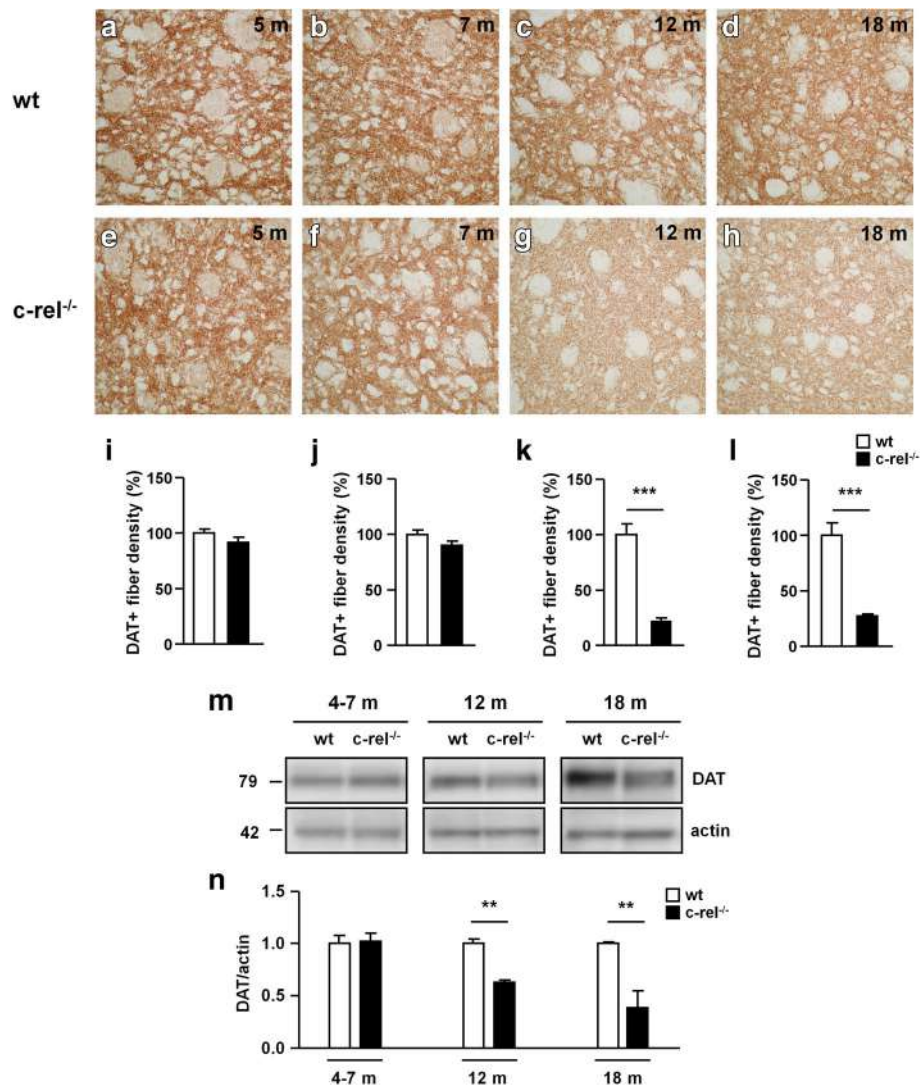 a 5 m b 7 m c 12 m d 18 m
wt
e 5 m f 7 m g 12 m h 18 m
c-rel-/-
i j k l
wt
c-rel-/-
DAT+ fiber density (%)
150
100
50
0
DAT+ fiber density (%)
150
100
50
0
DAT+ fiber density (%)
150
100
50
0
***
DAT+ fiber density (%)
150
100
50
0
***
m 4-7 m 12 m 18 m
wt c-rel-/- wt c-rel-/- wt c-rel-/-
79 DAT
42 actin
n
wt
c-rel-/-
DAT/actin
1.5
1.0
0.5
0.0
** **
4-7 m 12 m 18 m